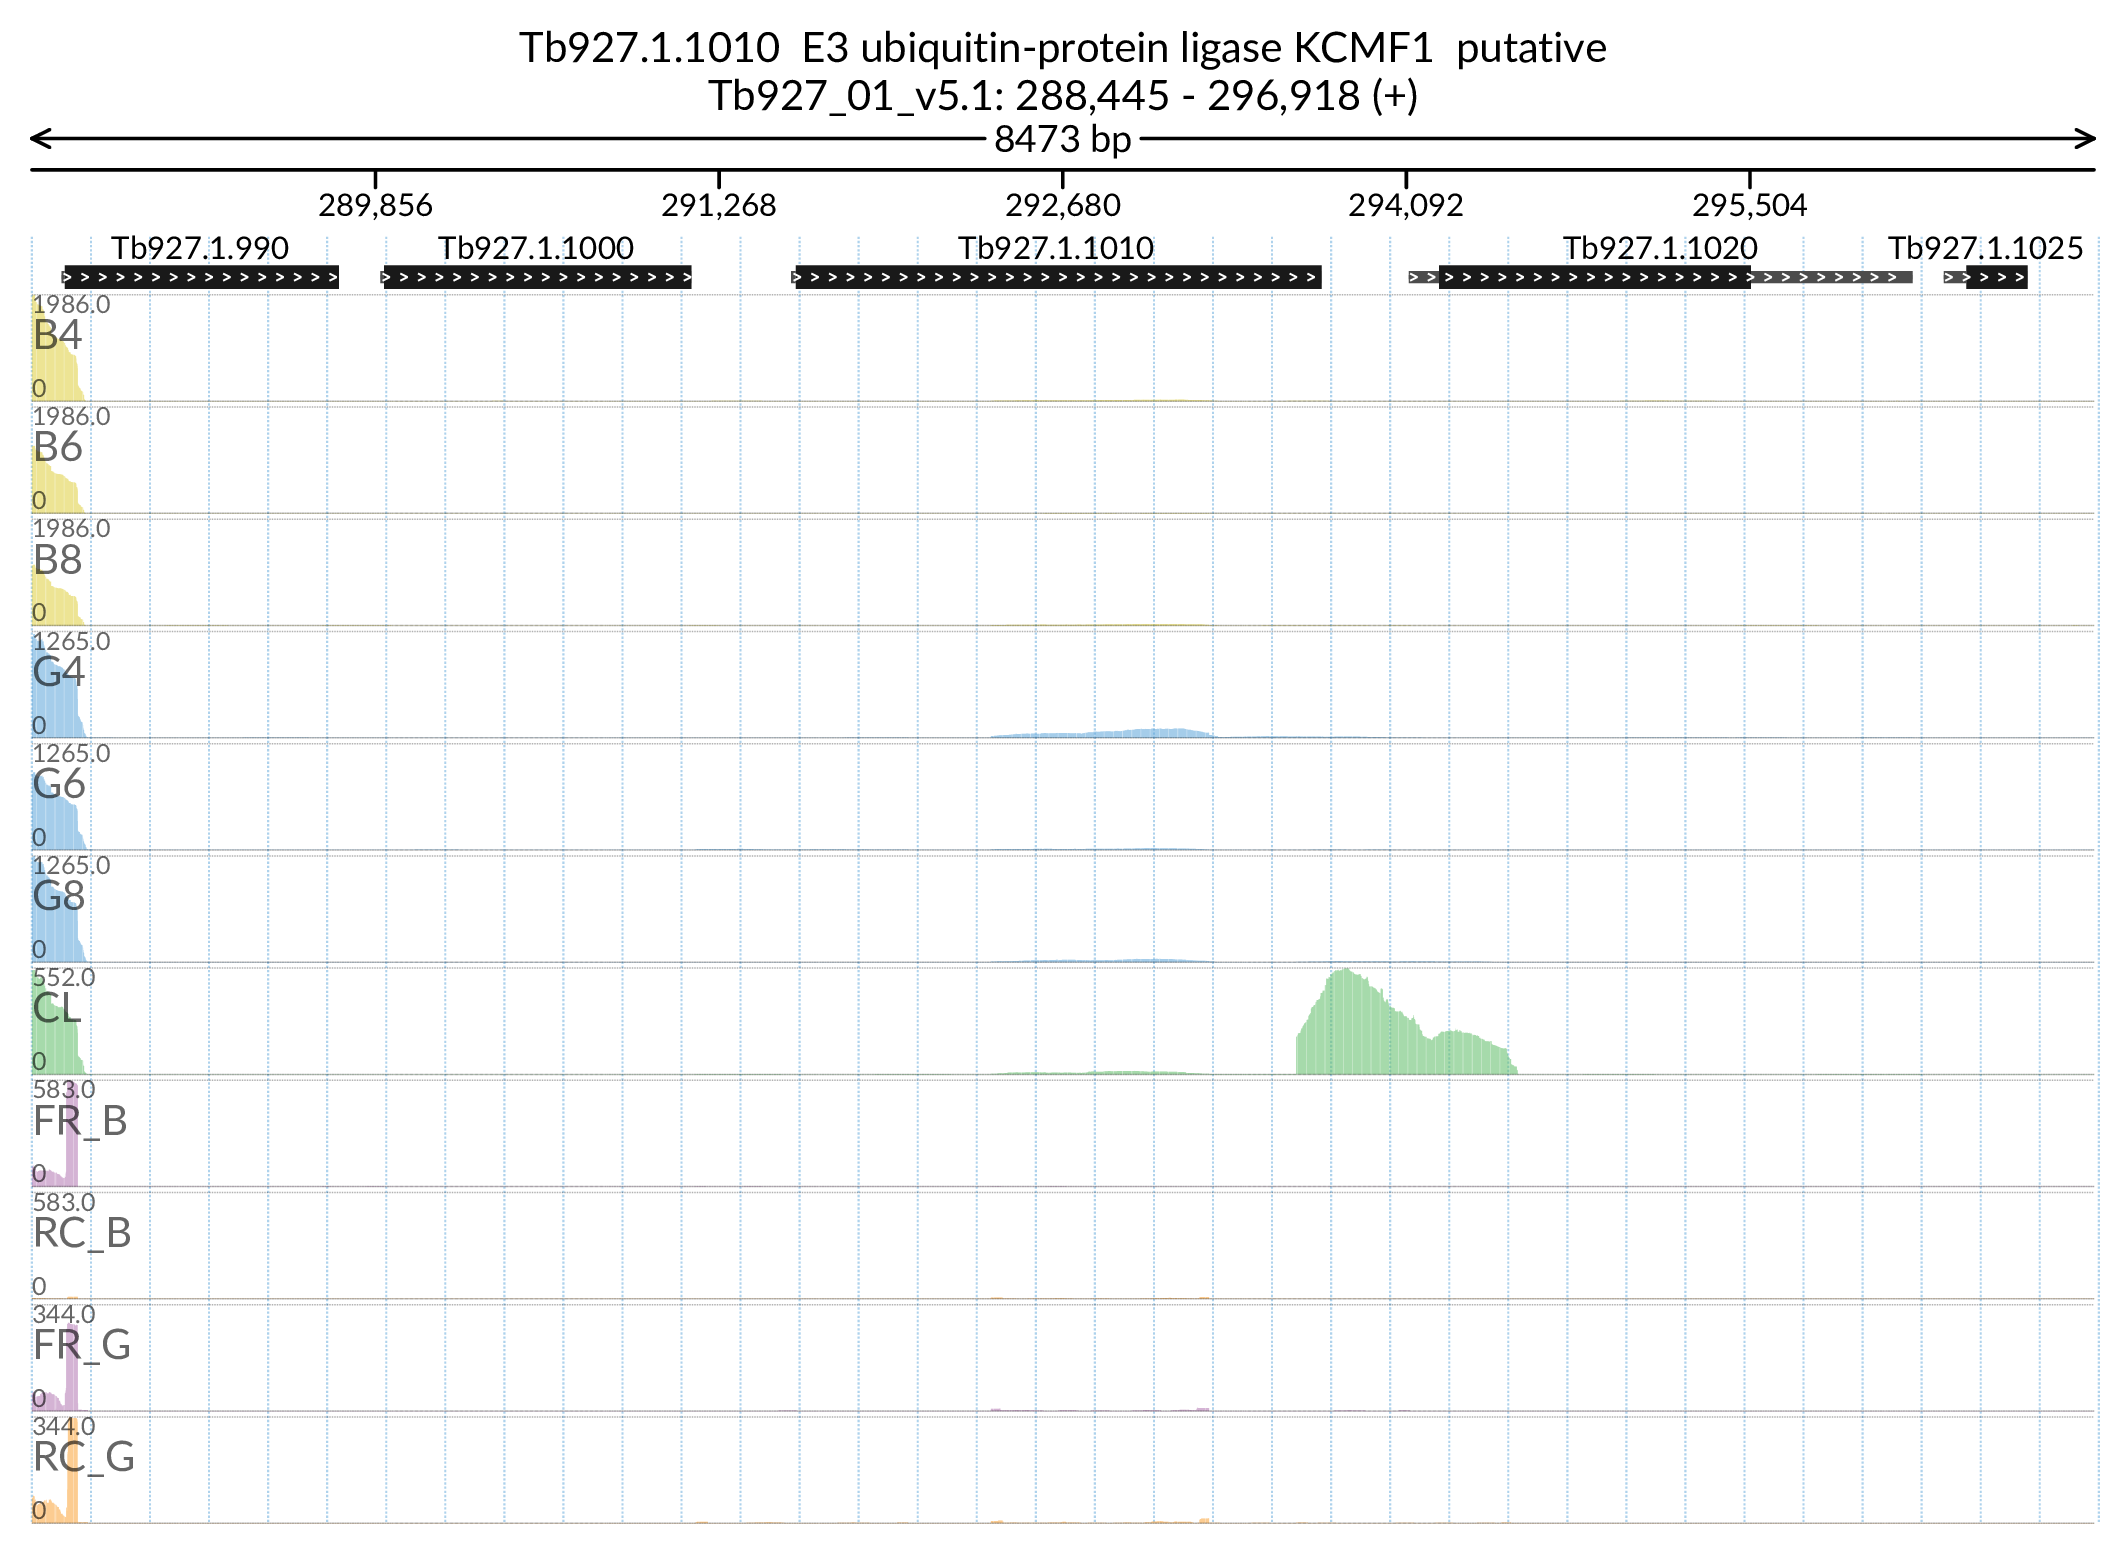 Tb927.1.1010  E3 ubiquitin-protein ligase KCMF1  putative
Tb927_01_v5.1: 288,445 - 296,918 (+)
8473 bp
289,856 291,268 292,680 294,092 295,504
Tb927.1.990 Tb927.1.1000 Tb927.1.1010 Tb927.1.1020 Tb927.1.1025
1986.0
B4
0
1986.0
B6
0
1986.0
B8
0
1265.0
G4
0
1265.0
G6
0
1265.0
G8
0
552.0
CL
0
583.0
FR_B
0
583.0
RC_B
0
344.0
FR_G
0
344.0
RC_G
0